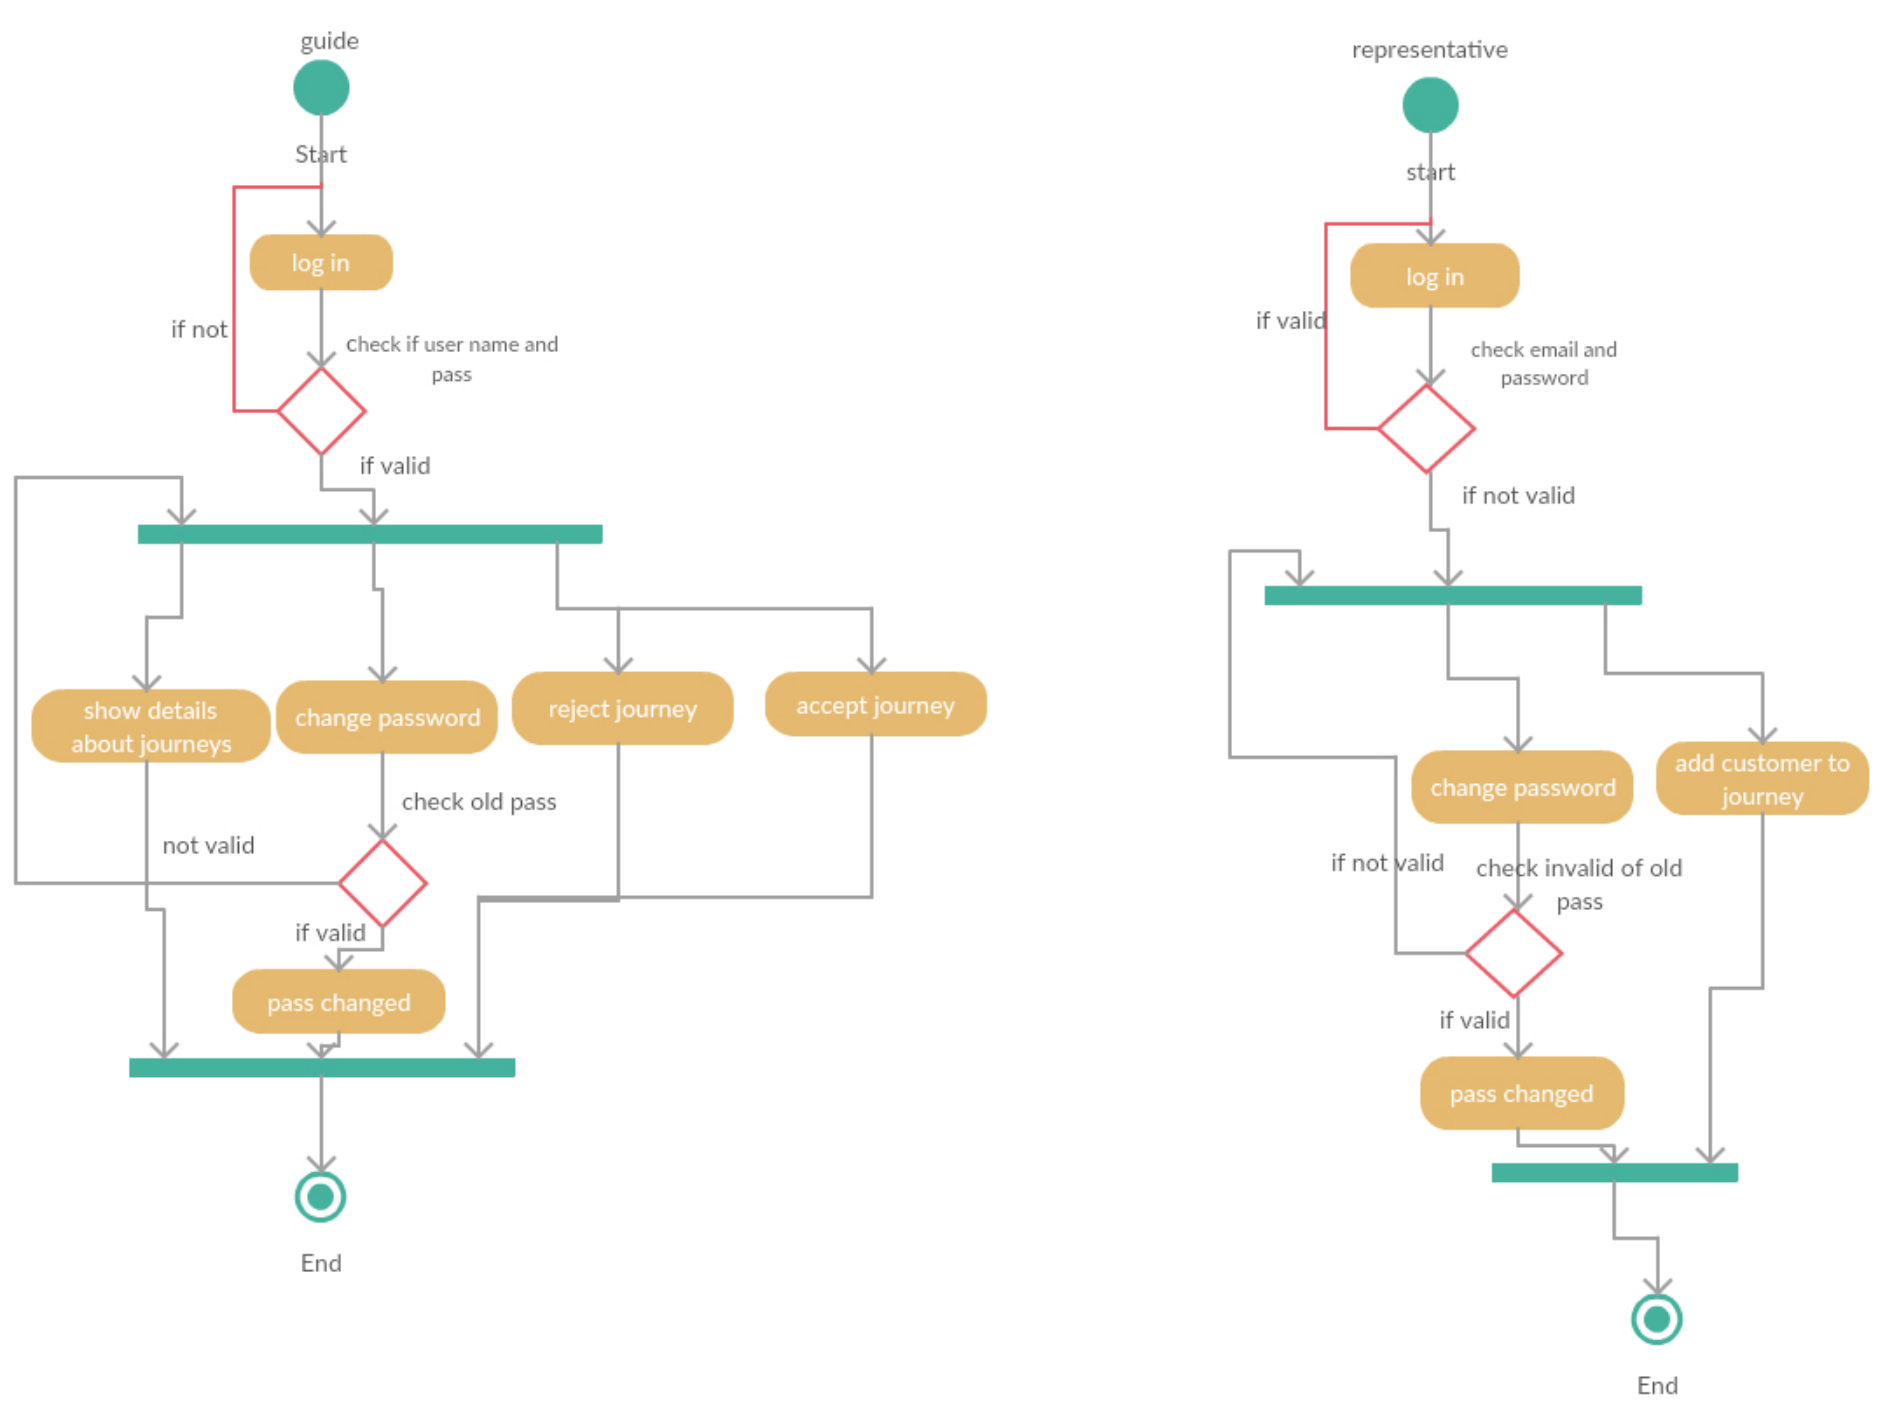 guide
Start
log in
if not
check if user name and
pass
if valid
show details
about journeys
change password
reject journey
accept journey
check old pass
not valid
if valid
pass changed
End
representative
start
log in
if valid
check email and
password
if not valid
change password
add customer to
journey
if not valid
check invalid of old
pass
if valid
pass changed
End